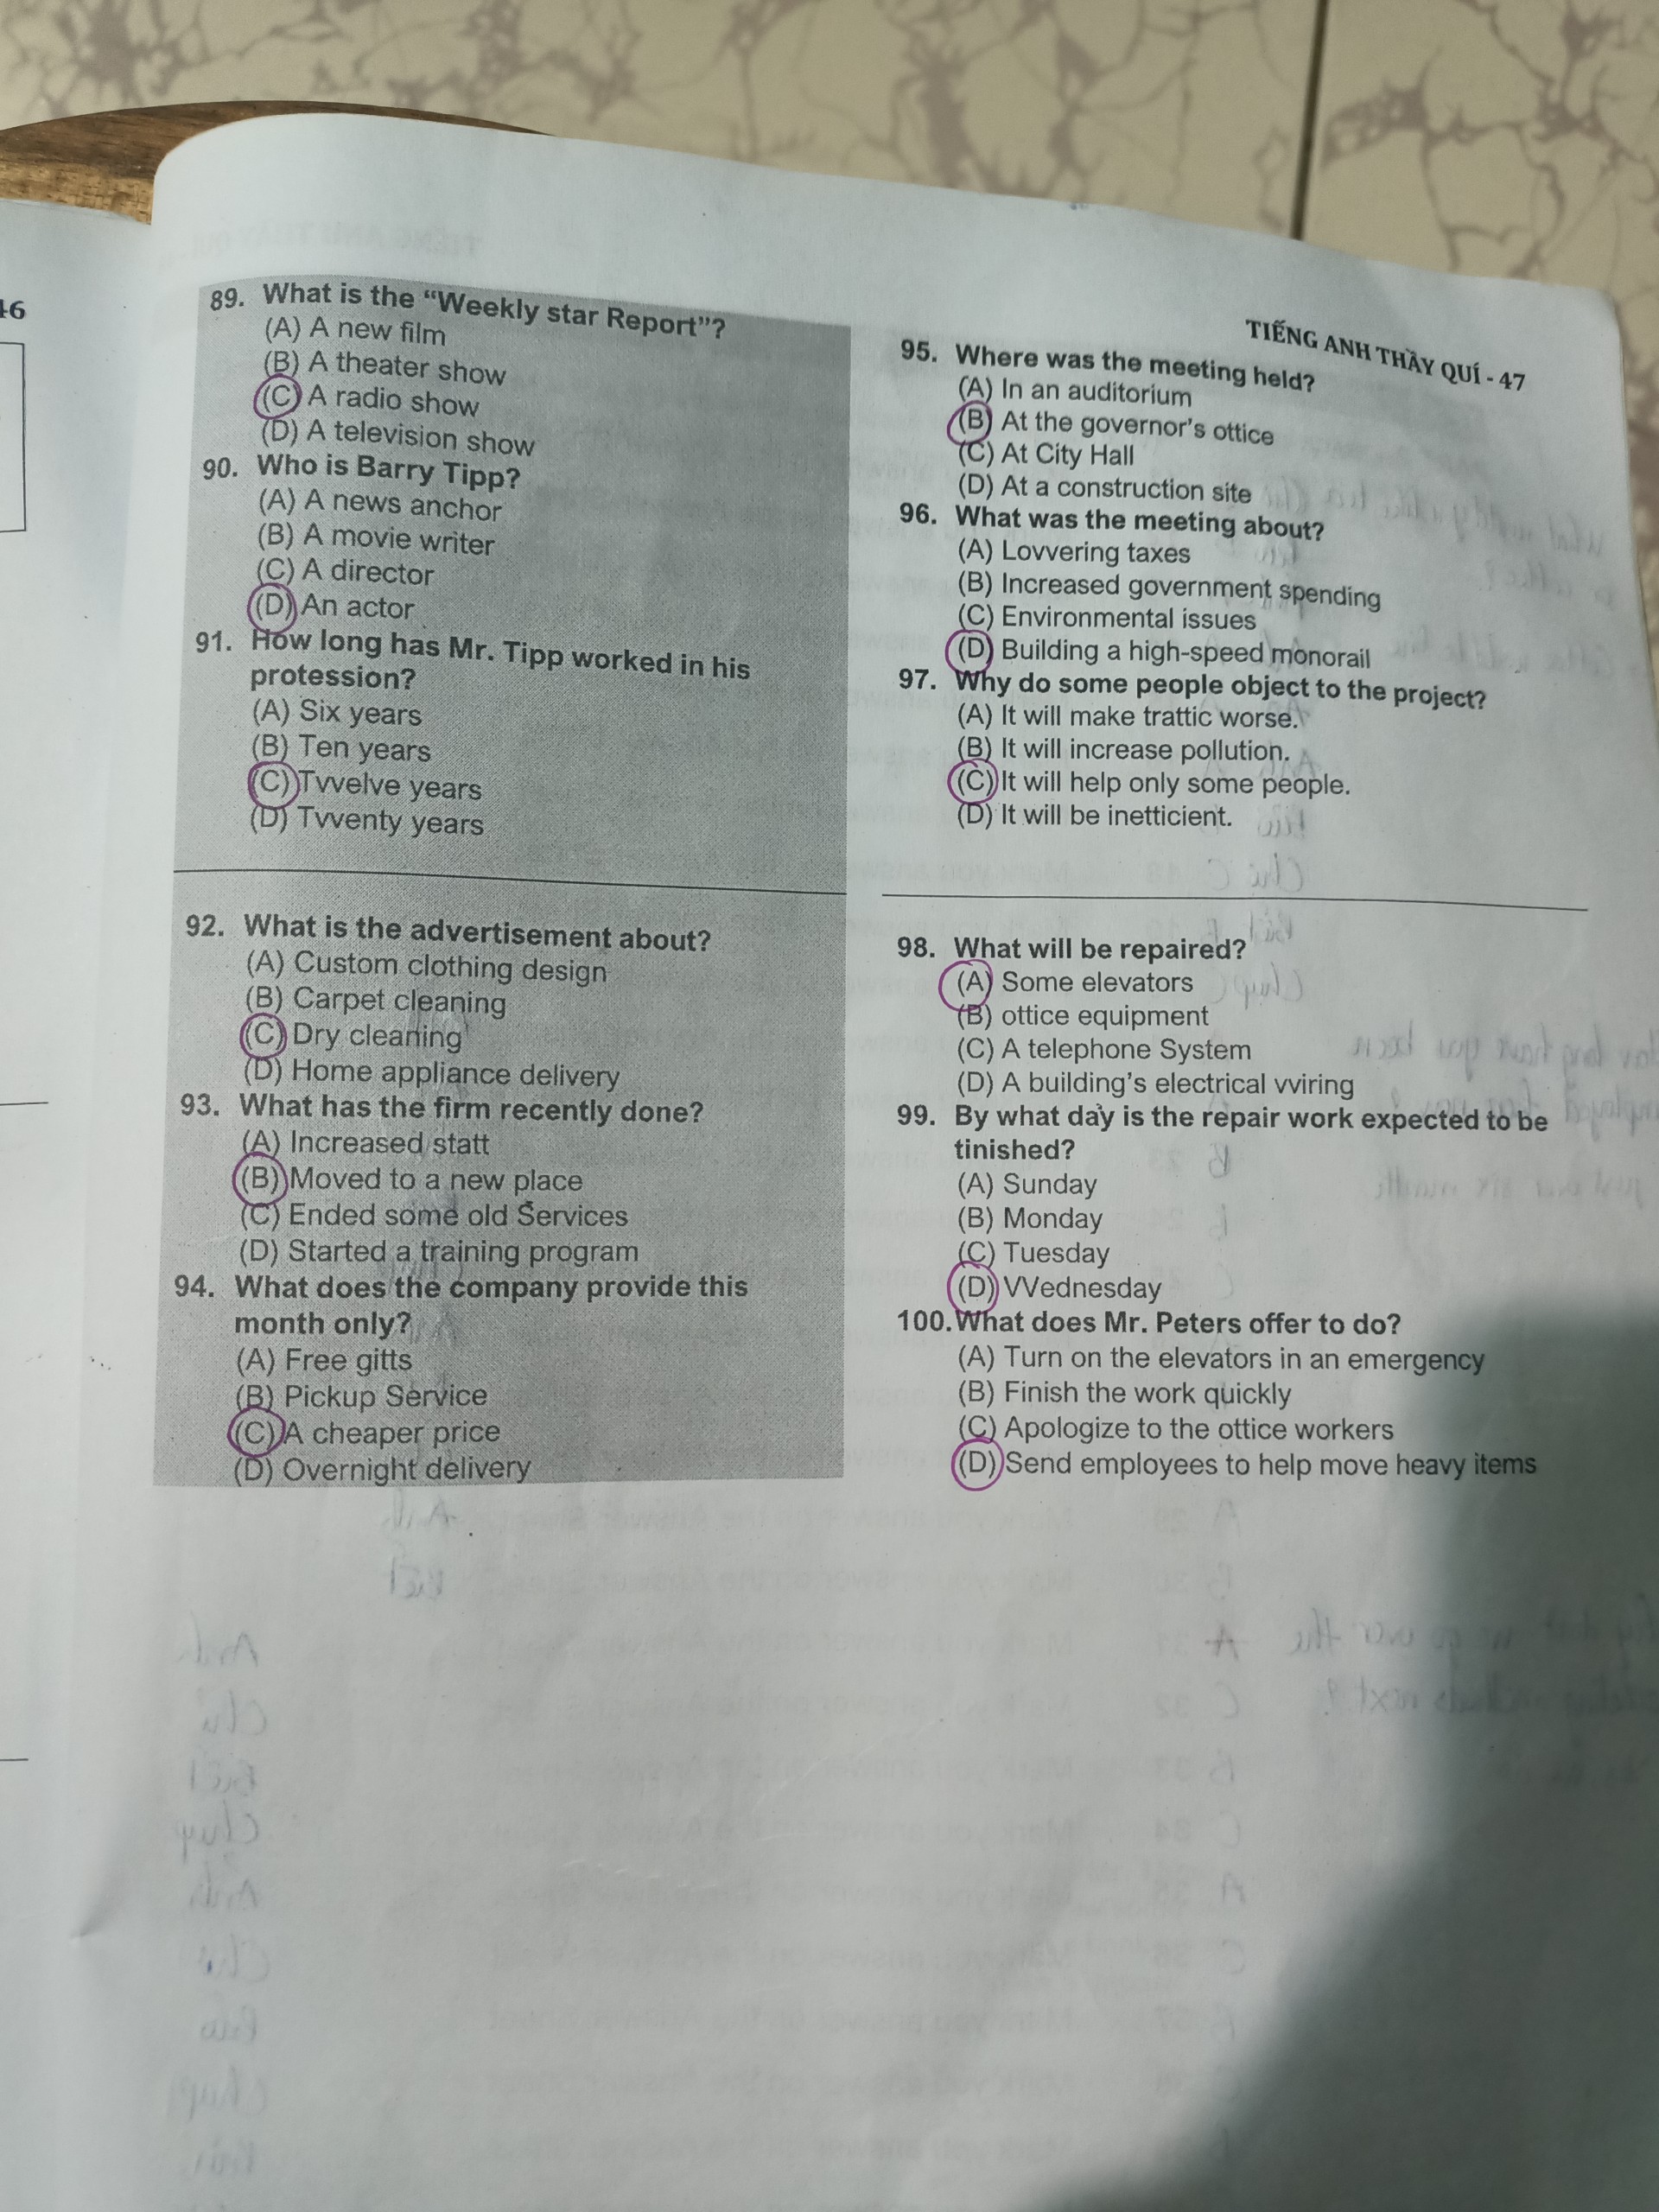 46
TIẾNG ANH THẦY QUÍ - 47
89. What is the “Weekly star Report”?
(A) A new film
(B) A theater show
(C) A radio show
(D) A television show
90. Who is Barry Tipp?
(A) A news anchor
(B) A movie writer
(C) A director
(D) An actor
91. How long has Mr. Tipp worked in his
protession?
(A) Six years
(B) Ten years
(C) Tvvelve years
(D) Tvventy years
92. What is the advertisement about?
(A) Custom clothing design
(B) Carpet cleaning
(C) Dry cleaning
(D) Home appliance delivery
93. What has the firm recently done?
(A) Increased statt
(B) Moved to a new place
(C) Ended some old Services
(D) Started a training program
94. What does the company provide this
month only?
(A) Free gitts
(B) Pickup Service
(C) A cheaper price
(D) Overnight delivery
95. Where was the meeting held?
(A) In an auditorium
(B) At the governor’s ottice
(C) At City Hall
(D) At a construction site
96. What was the meeting about?
(A) Lovvering taxes
(B) Increased government spending
(C) Environmental issues
(D) Building a high-speed monorail
97. Why do some people object to the project?
(A) It will make trattic worse.
(B) It will increase pollution.
(C) It will help only some people.
(D) It will be inetticient.
98. What will be repaired?
(A) Some elevators
(B) ottice equipment
(C) A telephone System
(D) A building’s electrical vviring
99. By what day is the repair work expected to be
tinished?
(A) Sunday
(B) Monday
(C) Tuesday
(D) VVednesday
100. What does Mr. Peters offer to do?
(A) Turn on the elevators in an emergency
(B) Finish the work quickly
(C) Apologize to the ottice workers
(D) Send employees to help move heavy items